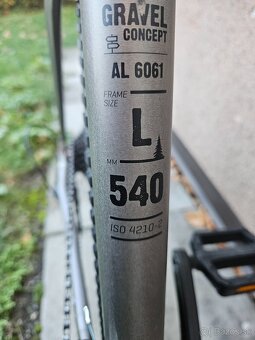 GRAVEL
CONCEPT
AL 6061
FRAME
SIZE
L
MM
540
ISO 4210-2